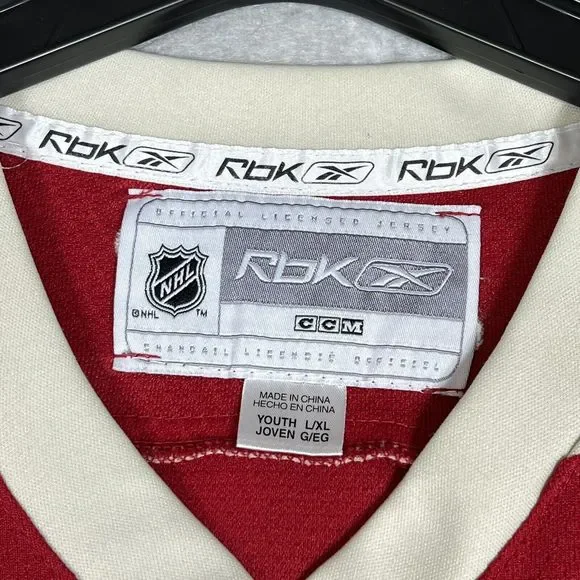 RbK RbK RbK
OFFICIAL LICENSED JERSEY
NHL
RbK
©NHL TM
CCM
CHANDAIL LICENCIÉ OFFICIEL
MADE IN CHINA
HECHO EN CHINA
YOUTH L/XL
JOVEN G/EG